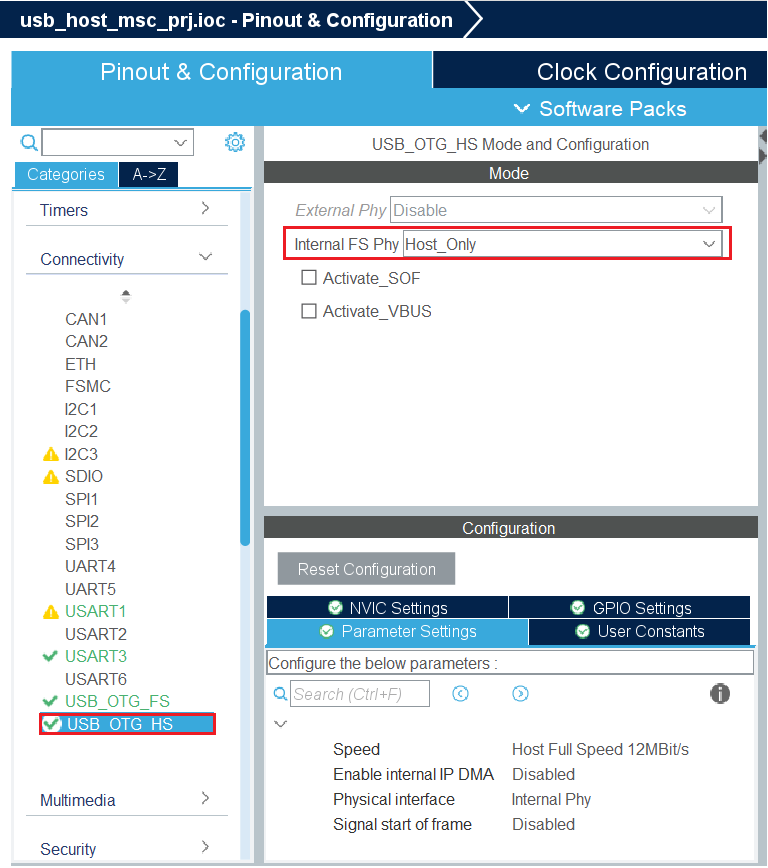 usb_host_msc_prj.ioc - Pinout & Configuration
Pinout & Configuration
Clock Configuration
Software Packs
Categories
A->Z
Timers
Connectivity
CAN1
CAN2
ETH
FSMC
I2C1
I2C2
I2C3
SDIO
SPI1
SPI2
SPI3
UART4
UART5
USART1
USART2
USART3
USART6
USB_OTG_FS
USB_OTG_HS
Multimedia
Security
USB_OTG_HS Mode and Configuration
Mode
External Phy Disable
Internal FS Phy Host_Only
Activate_SOF
Activate_VBUS
Configuration
Reset Configuration
NVIC Settings
GPIO Settings
Parameter Settings
User Constants
Configure the below parameters :
Search (Ctrl+F)
Speed Host Full Speed 12MBit/s
Enable internal IP DMA Disabled
Physical interface Internal Phy
Signal start of frame Disabled